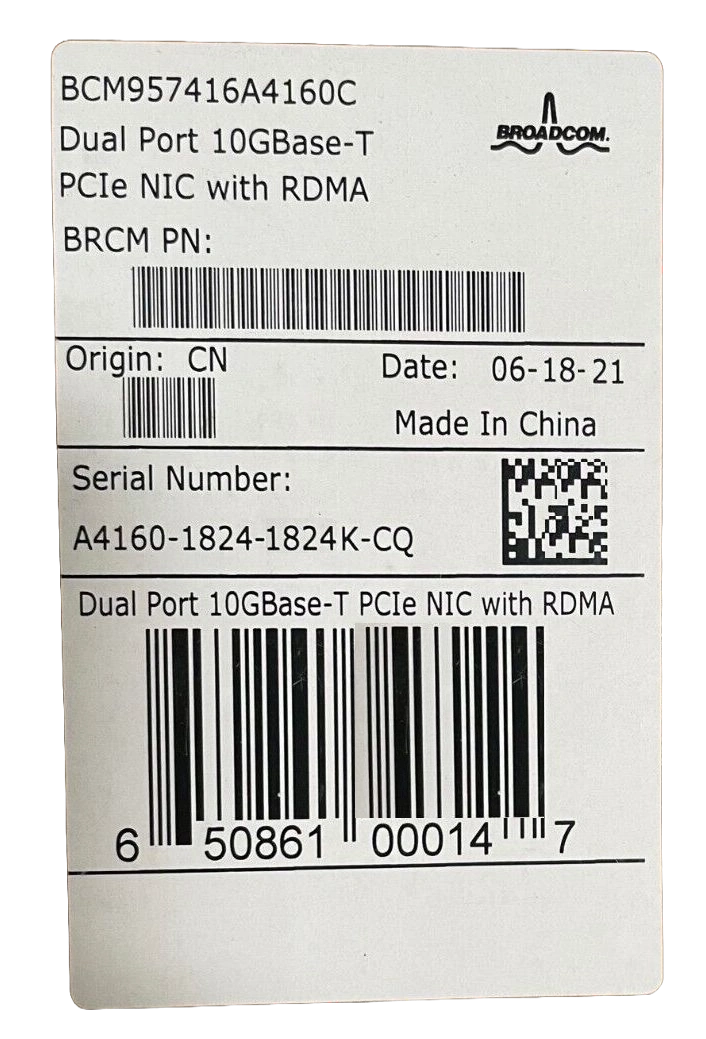 BCM957416A4160C
BROADCOM.
Dual Port 10GBase-T
PCIe NIC with RDMA
BRCM PN:
Origin: CN
Date: 06-18-21
Made In China
Serial Number:
A4160-1824-1824K-CQ
Dual Port 10GBase-T PCIe NIC with RDMA
6 50861 00014 7